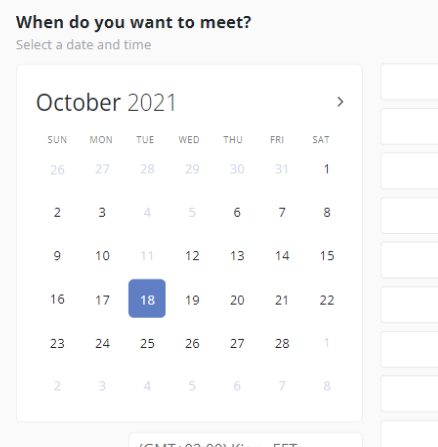 When do you want to meet?
Select a date and time
October 2021
SUN MON TUE WED THU FRI SAT
26 27 28 29 30 31 1
2 3 4 5 6 7 8
9 10 11 12 13 14 15
16 17 18 19 20 21 22
23 24 25 26 27 28 1
2 3 4 5 6 7 8